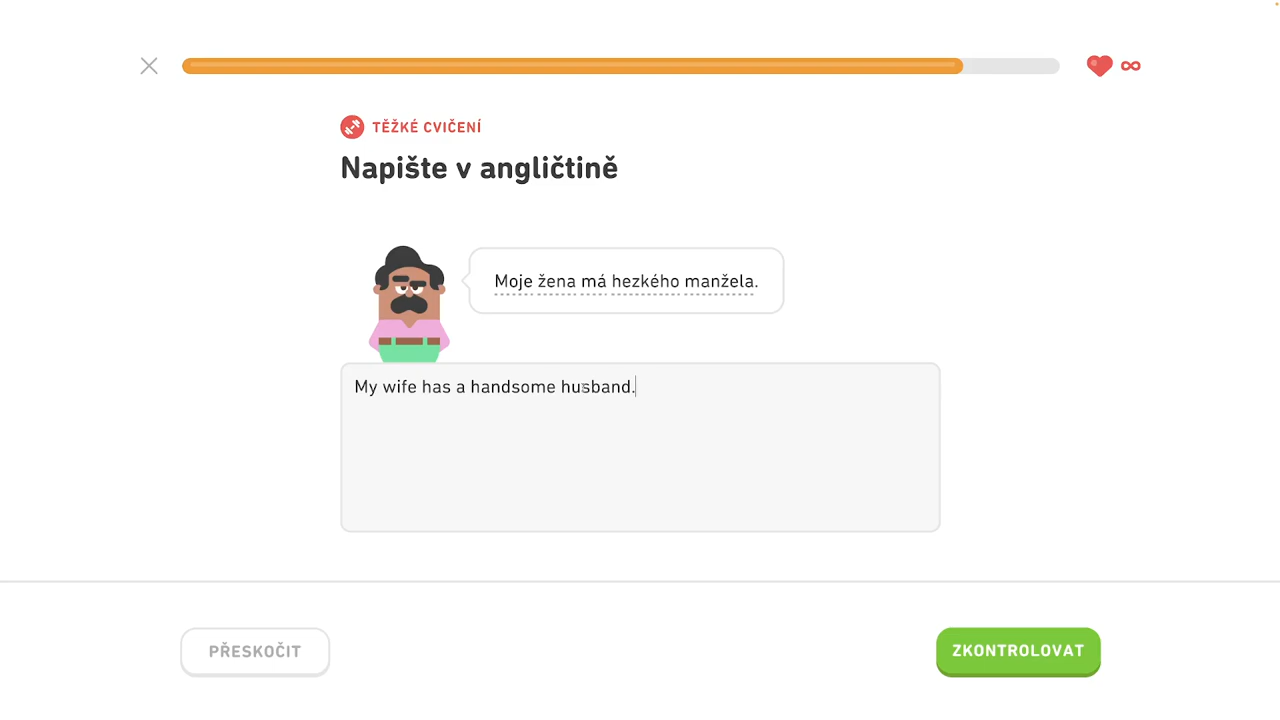 TĚŽKÉ CVIČENÍ
Napište v angličtině
Moje žena má hezkého manžela.
My wife has a handsome husband.
PŘESKOČIT
ZKONTROLOVAT